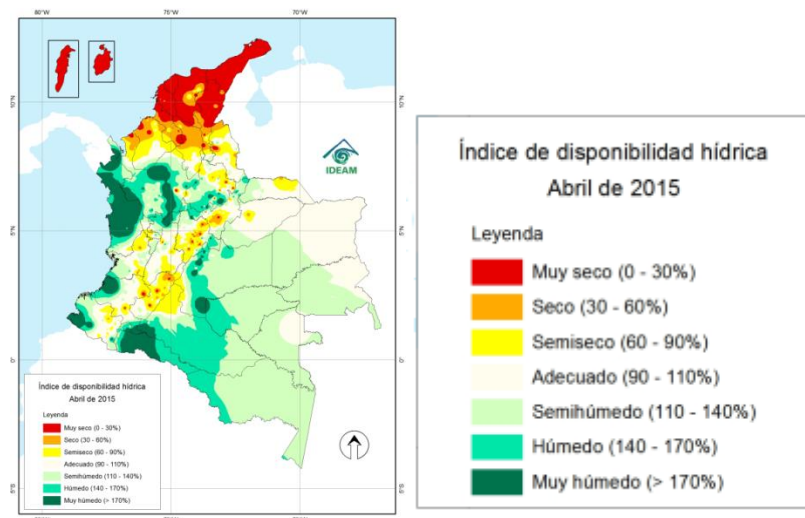 80°W 75°W 70°W
10°N
5°N
0°
5°S
IDEAM
Índice de disponibilidad hídrica
Abril de 2015
Leyenda
Muy seco (0 - 30%)
Seco (30 - 60%)
Semiseco (60 - 90%)
Adecuado (90 - 110%)
Semihúmedo (110 - 140%)
Húmedo (140 - 170%)
Muy húmedo (> 170%)
Índice de disponibilidad hídrica
Abril de 2015
Leyenda
Muy seco (0 - 30%)
Seco (30 - 60%)
Semiseco (60 - 90%)
Adecuado (90 - 110%)
Semihúmedo (110 - 140%)
Húmedo (140 - 170%)
Muy húmedo (> 170%)